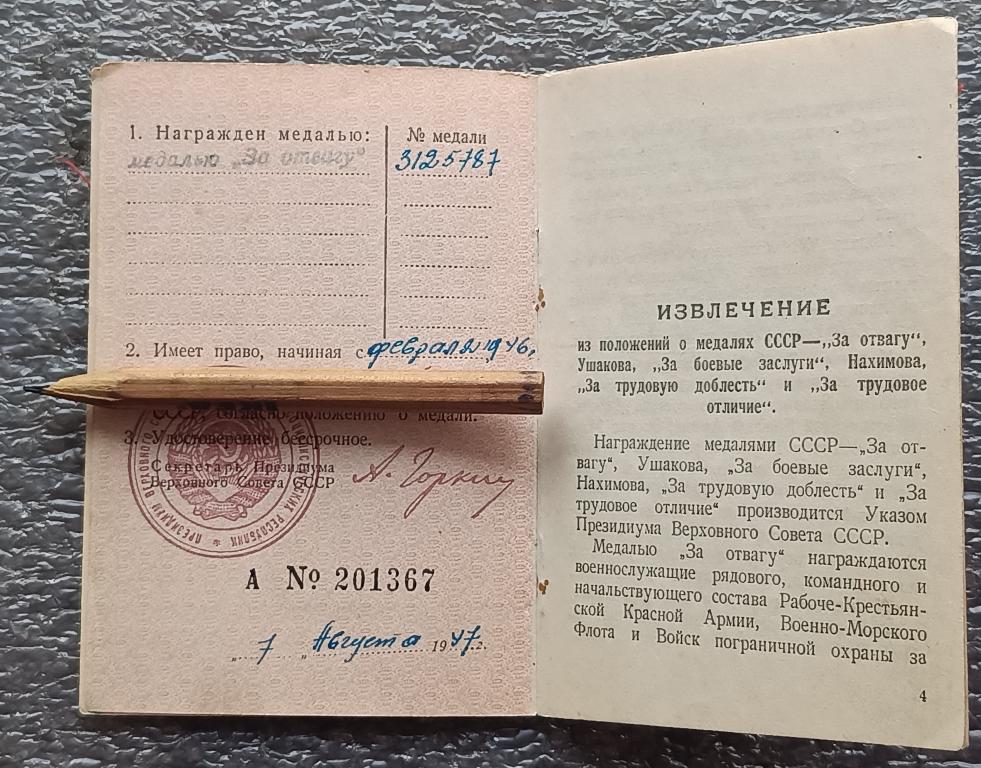 1. Награжден медалью:
№ медали
медалью „За отвагу“
3125787
2. Имеет право, начиная с февраля 1946,
СССР, согласно положению о медали.
3. Удостоверение бессрочное.
Секретарь Президиума
Верховного Совета СССР
А. Горкин
ПРЕЗИДИУМ ВЕРХОВНОГО
РЕСПУБЛИК
А № 201367
„ 7 „ Августа 1947 г.
ИЗВЛЕЧЕНИЕ
из положений о медалях СССР—„За отвагу“,
Ушакова, „За боевые заслуги“, Нахимова,
„За трудовую доблесть“ и „За трудовое
отличие“.
Награждение медалями СССР—„За от-
вагу“, Ушакова, „За боевые заслуги“,
Нахимова, „За трудовую доблесть“ и „За
трудовое отличие“ производится Указом
Президиума Верховного Совета СССР.
Медалью „За отвагу“ награждаются
военнослужащие рядового, командного и
начальствующего состава Рабоче-Крестьян-
ской Красной Армии, Военно-Морского
Флота и Войск пограничной охраны за
4